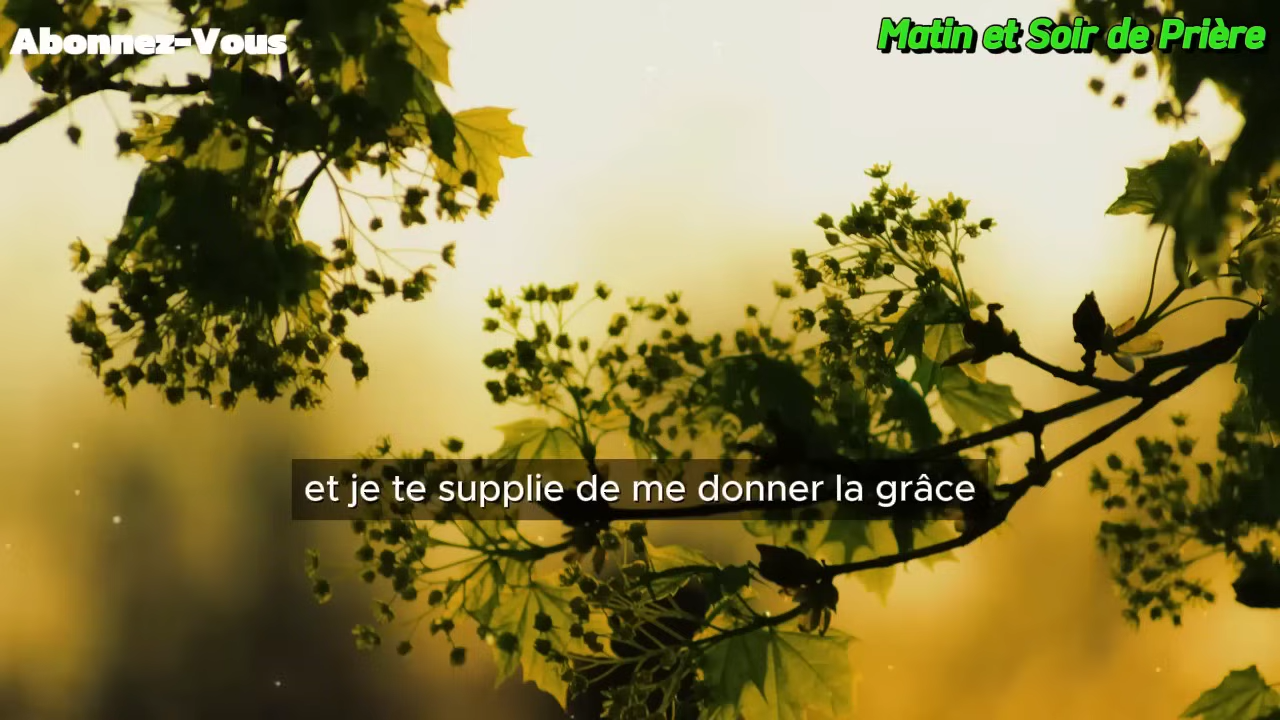 Abonnez-Vous
Matin et Soir de Prière
et je te supplie de me donner la grâce